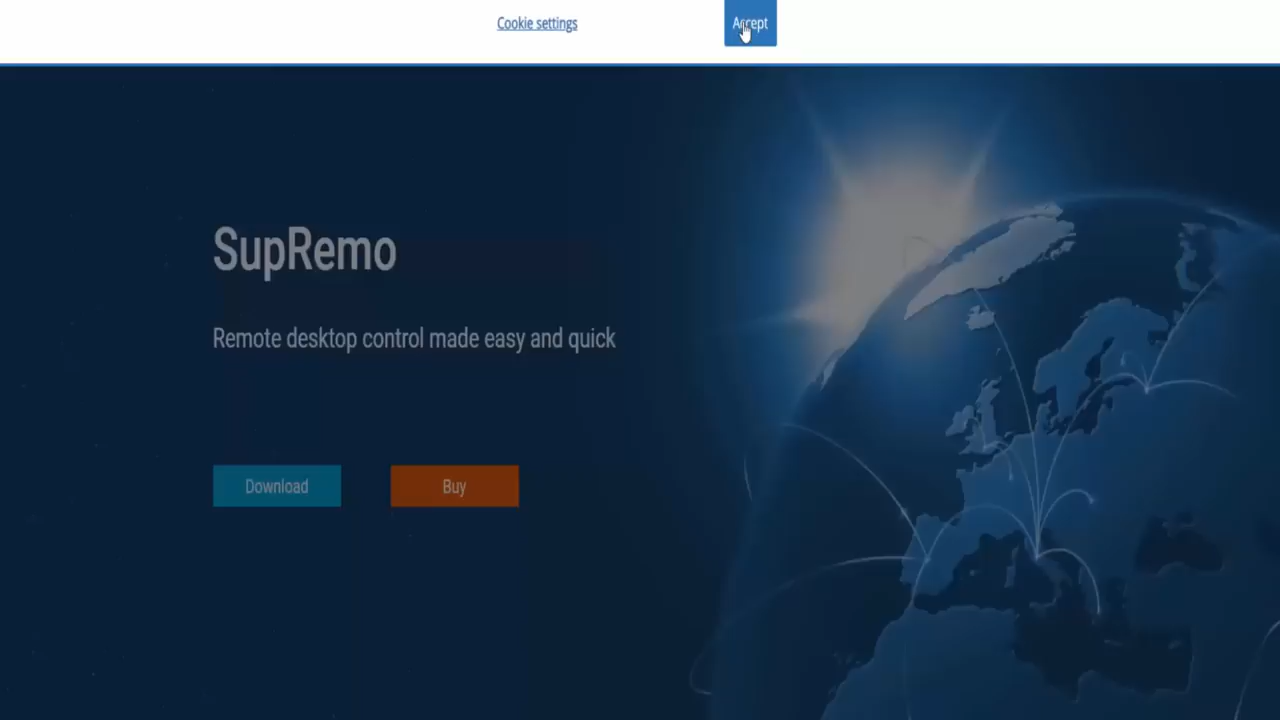 Cookie settings
Accept
SupRemo
Remote desktop control made easy and quick
Download
Buy